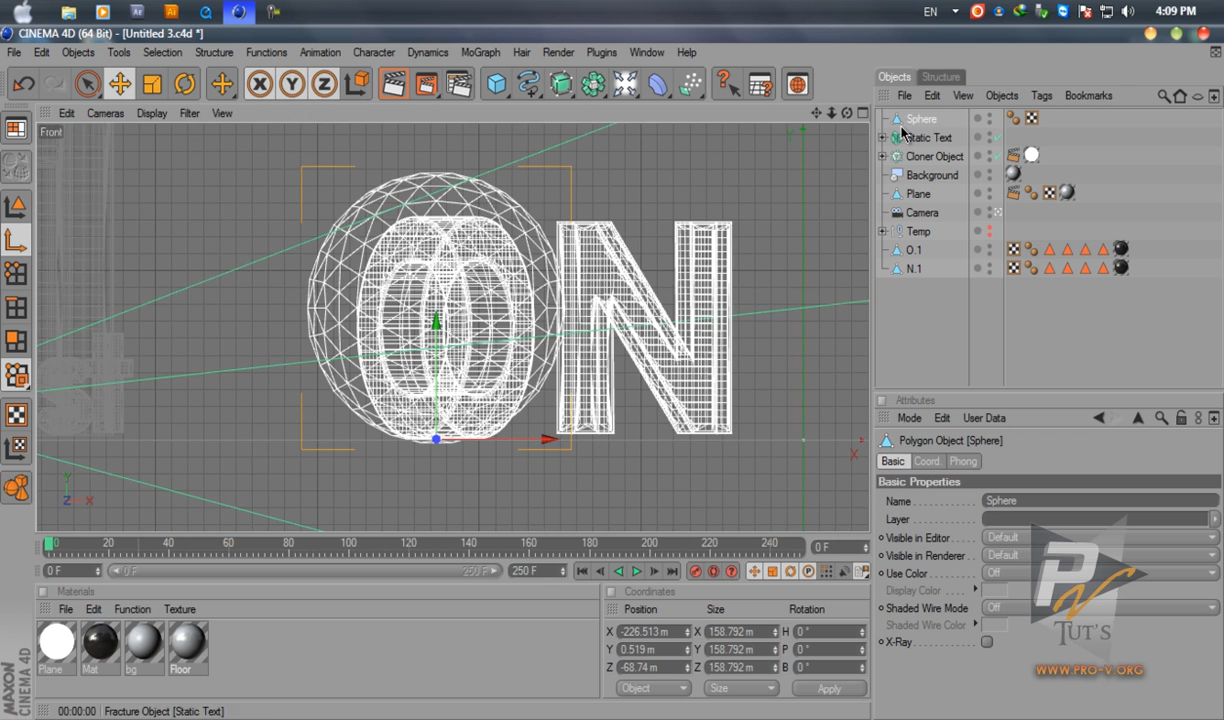 EN 4:09 PM
CINEMA 4D (64 Bit) - [Untitled 3.c4d *]
File Edit Objects Tools Selection Structure Functions Animation Character Dynamics MoGraph Hair Render Plugins Window Help
X Y Z
Objects Structure
File Edit View Objects Tags Bookmarks
Edit Cameras Display Filter View
Front
Sphere
Static Text
Cloner Object
Background
Plane
Camera
Temp
O.1
N.1
Y
X
Y
Z X
Attributes
Mode Edit User Data
Polygon Object [Sphere]
Basic Coord. Phong
Basic Properties
Name Sphere
Layer
Visible in Editor Default
Visible in Renderer Default
Use Color Off
Display Color
Shaded Wire Mode Off
Shaded Wire Color
X-Ray
0 20 40 60 80 100 120 140 160 180 200 220 240 0 F
0 F 0 F 250 F 250 F
Materials
File Edit Function Texture
Plane Mat bg Floor
Coordinates
Position Size Rotation
X -226.513 m X 158.792 m H 0 °
Y 0.519 m Y 158.792 m P 0 °
Z -68.74 m Z 158.792 m B 0 °
Object Size Apply
PV
TUT'S
WWW.PRO-V.ORG
MAXON
CINEMA 4D
00:00:00 Fracture Object [Static Text]